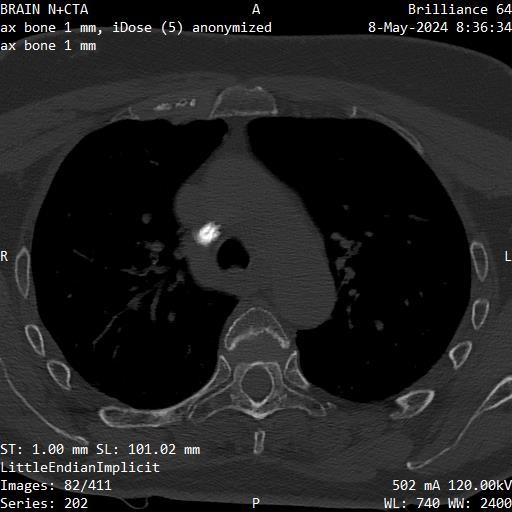 BRAIN N+CTA A Brilliance 64
ax bone 1 mm, iDose (5) anonymized 8-May-2024 8:36:34
ax bone 1 mm
R L
ST: 1.00 mm SL: 101.02 mm
LittleEndianImplicit
Images: 82/411 502 mA 120.00kV
Series: 202 P WL: 740 WW: 2400